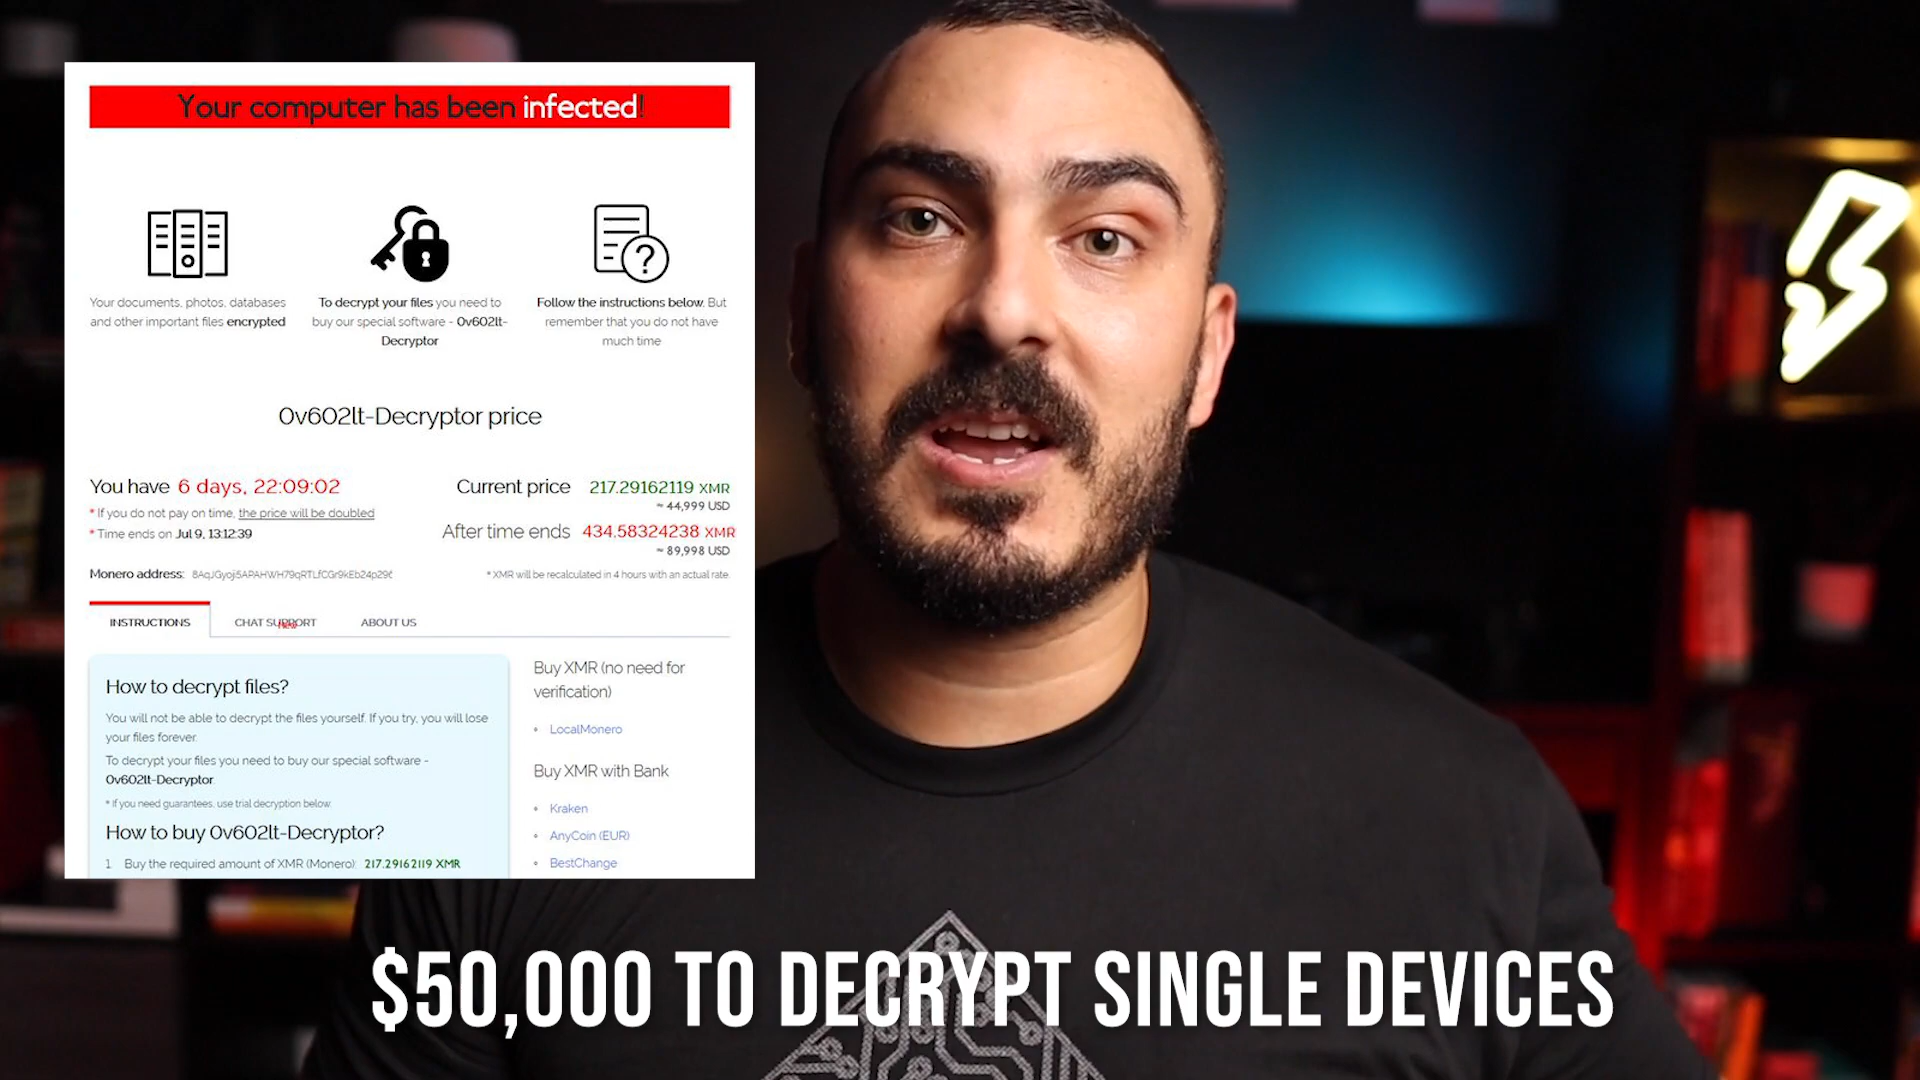 Your computer has been infected!
Your documents, photos, databases
and other important files encrypted
To decrypt your files you need to
buy our special software - 0v602lt-
Decryptor
Follow the instructions below. But
remember that you do not have
much time
0v602lt-Decryptor price
You have 6 days, 22:09:02
* If you do not pay on time, the price will be doubled
* Time ends on Jul 9, 13:12:39
Current price 217.29162119 XMR
≈ 44,999 USD
After time ends 434.58324238 XMR
≈ 89,998 USD
Monero address:
* XMR will be recalculated in 4 hours with an actual rate.
INSTRUCTIONS
CHAT SUPPORT
New
ABOUT US
How to decrypt files?
You will not be able to decrypt the files yourself. If you try, you will lose
your files forever.
To decrypt your files you need to buy our special software -
0v602lt-Decryptor
* If you need guarantees, use trial decryption below.
How to buy 0v602lt-Decryptor?
1 Buy the required amount of XMR (Monero): 217.29162119 XMR
Buy XMR (no need for
verification)
LocalMonero
Buy XMR with Bank
Kraken
AnyCoin (EUR)
BestChange
$50,000 TO DECRYPT SINGLE DEVICES